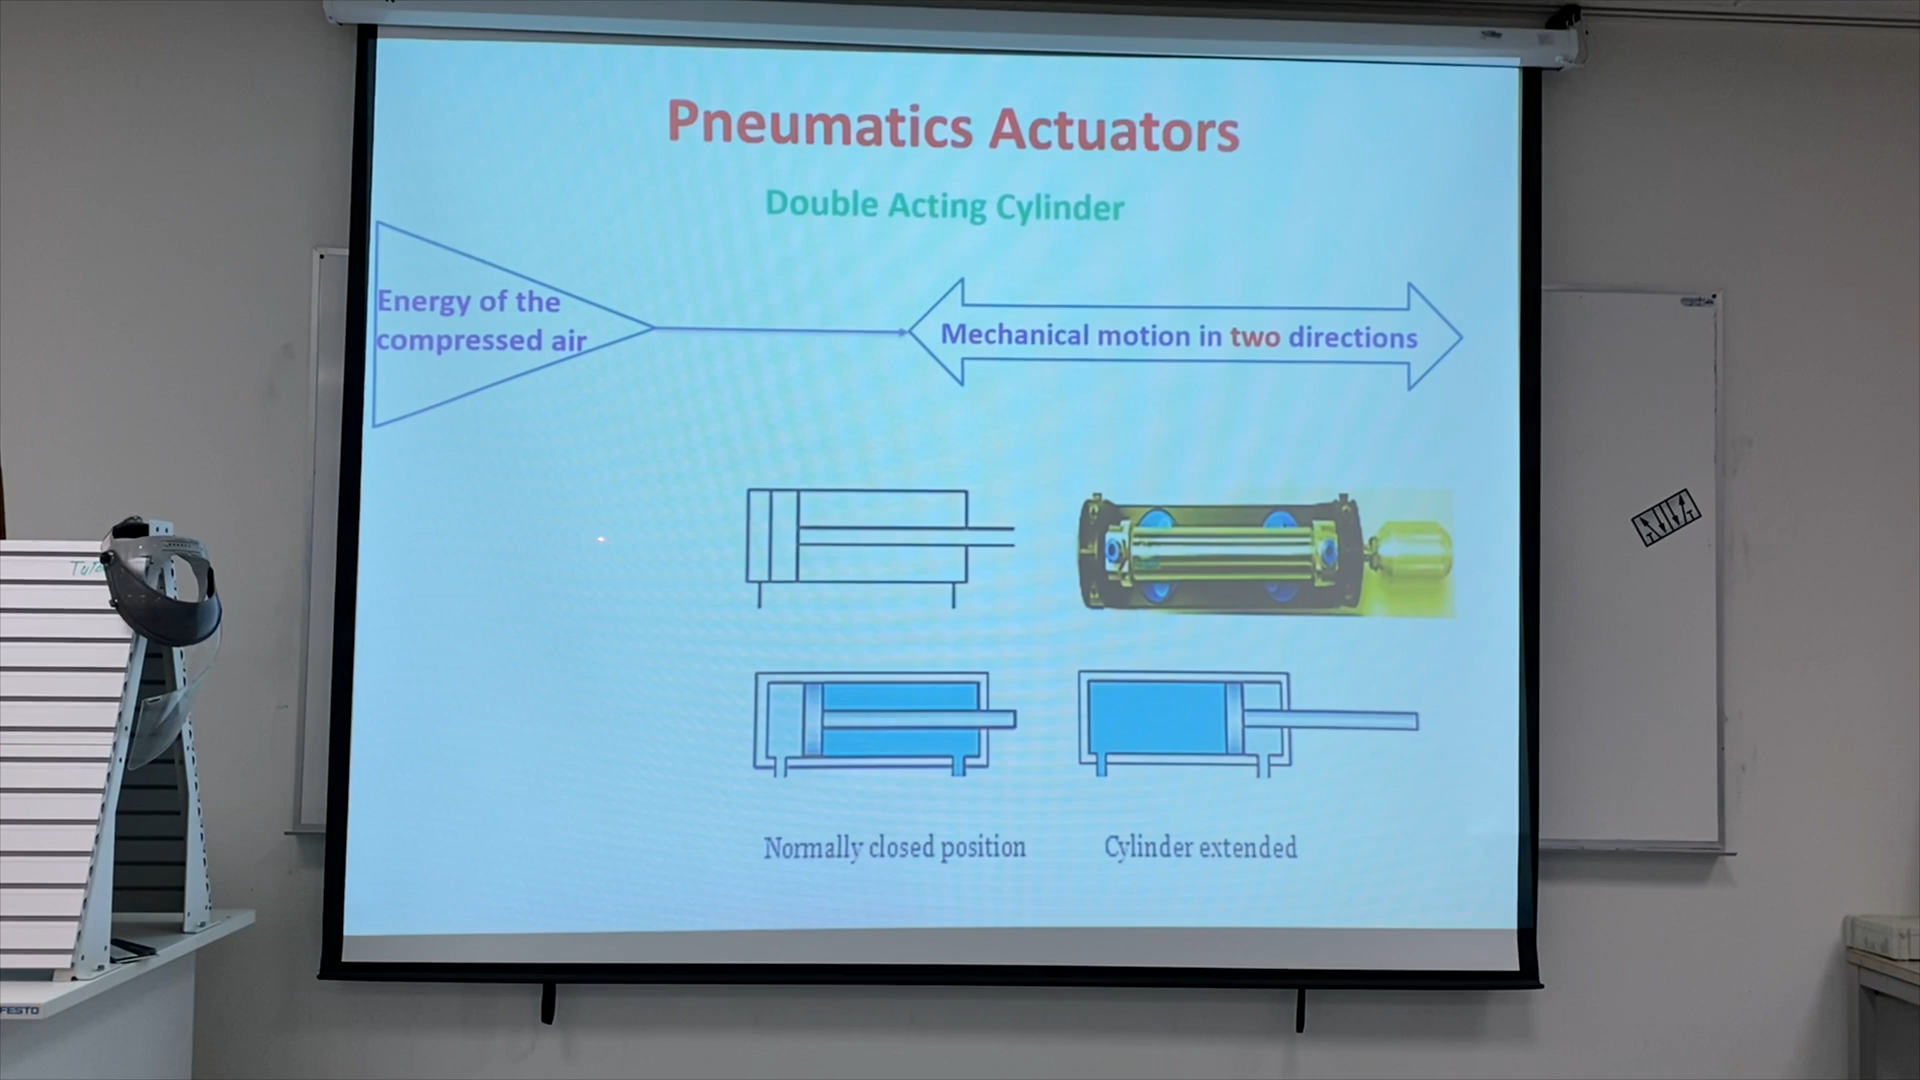 Pneumatics Actuators
Double Acting Cylinder
Energy of the
compressed air
Mechanical motion in two directions
Normally closed position
Cylinder extended
FESTO